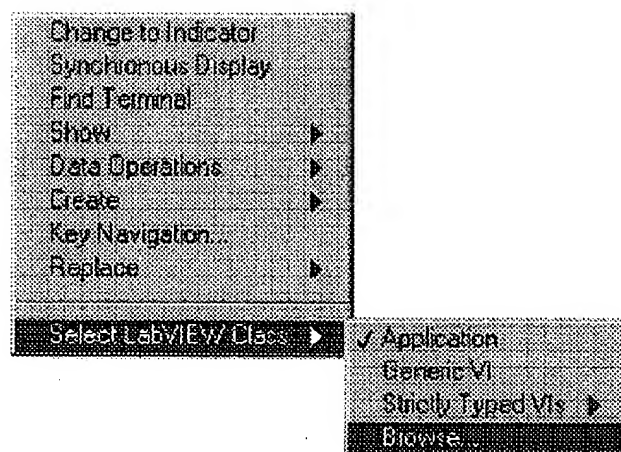 Change to Indicator
Synchronous Display
Find Terminal
Show
Data Operations
Create
Key Navigation...
Replace
Select LabVIEW Class
✓ Application
Generic VI
Strictly Typed VIs
Browse...